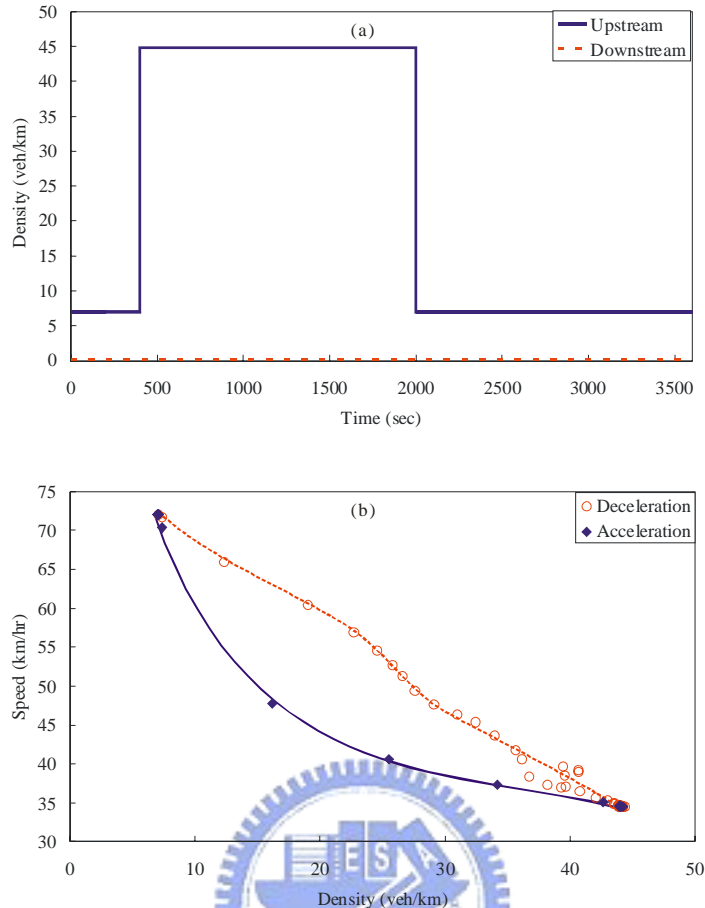 50
45
40
35
30
25
20
15
10
5
0
Density (veh/km)
(a)
Upstream
Downstream
0 500 1000 1500 2000 2500 3000 3500
Time (sec)
75
70
65
60
55
50
45
40
35
30
Speed (km/hr)
(b)
Deceleration
Acceleration
E S A
0 10 20 30 40 50
Density (veh/km)